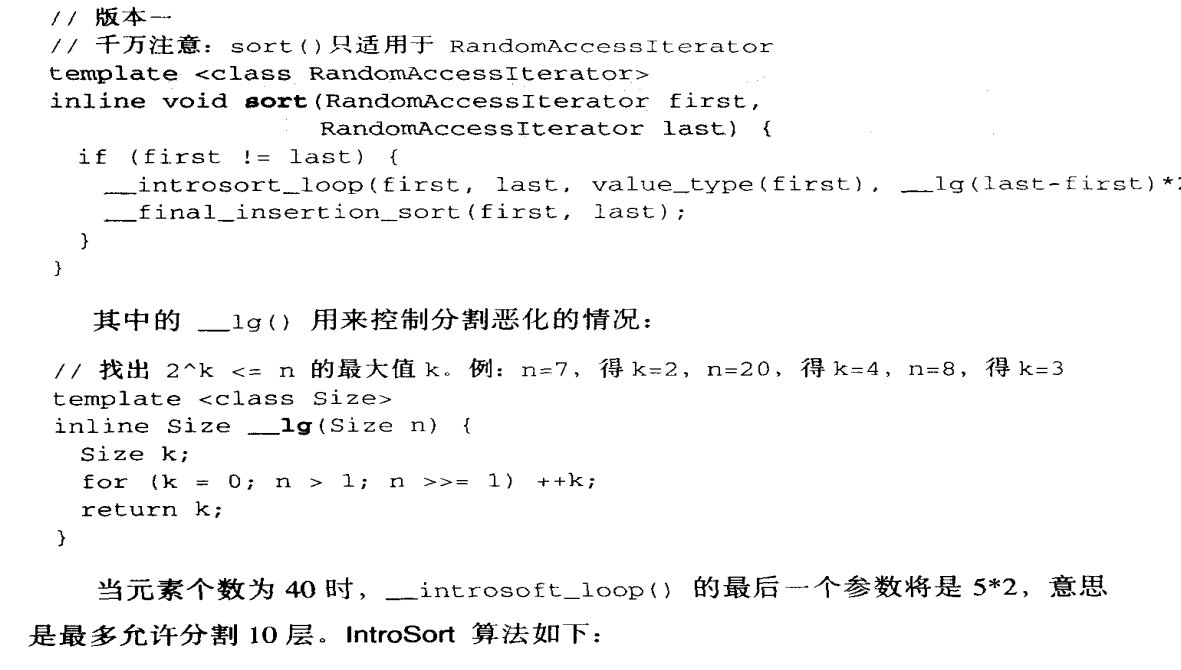 // 版本一
// 千万注意：sort()只适用于 RandomAccessIterator
template <class RandomAccessIterator>
inline void sort(RandomAccessIterator first,
RandomAccessIterator last) {
if (first != last) {
__introsort_loop(first, last, value_type(first), __lg(last-first)*2
__final_insertion_sort(first, last);
}
}
其中的 __lg() 用来控制分割恶化的情况：
// 找出 2^k <= n 的最大值 k。例：n=7，得 k=2，n=20，得 k=4，n=8，得 k=3
template <class Size>
inline Size __lg(Size n) {
Size k;
for (k = 0; n > 1; n >>= 1) ++k;
return k;
}
当元素个数为 40 时，__introsoft_loop() 的最后一个参数将是 5*2，意思
是最多允许分割 10 层。IntroSort 算法如下：